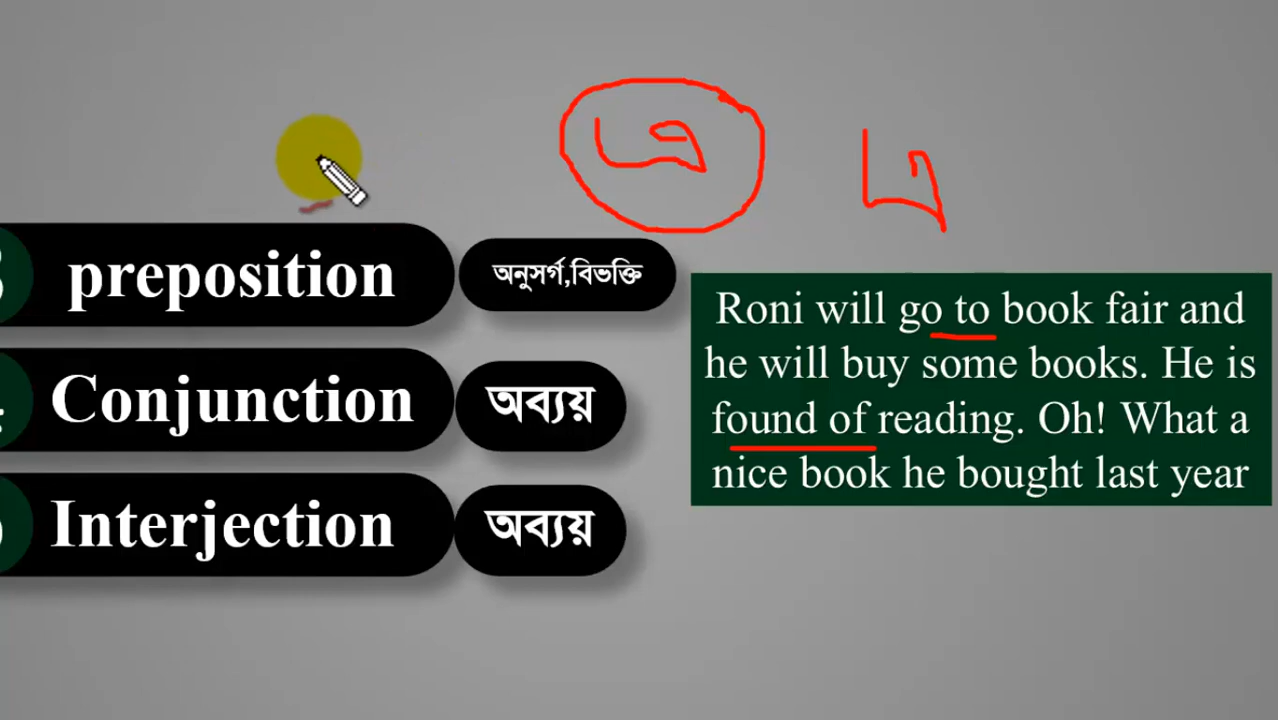 preposition
অনুসর্গ,বিভক্তি
Conjunction
অব্যয়
Interjection
অব্যয়
Roni will go to book fair and
he will buy some books. He is
found of reading. Oh! What a
nice book he bought last year